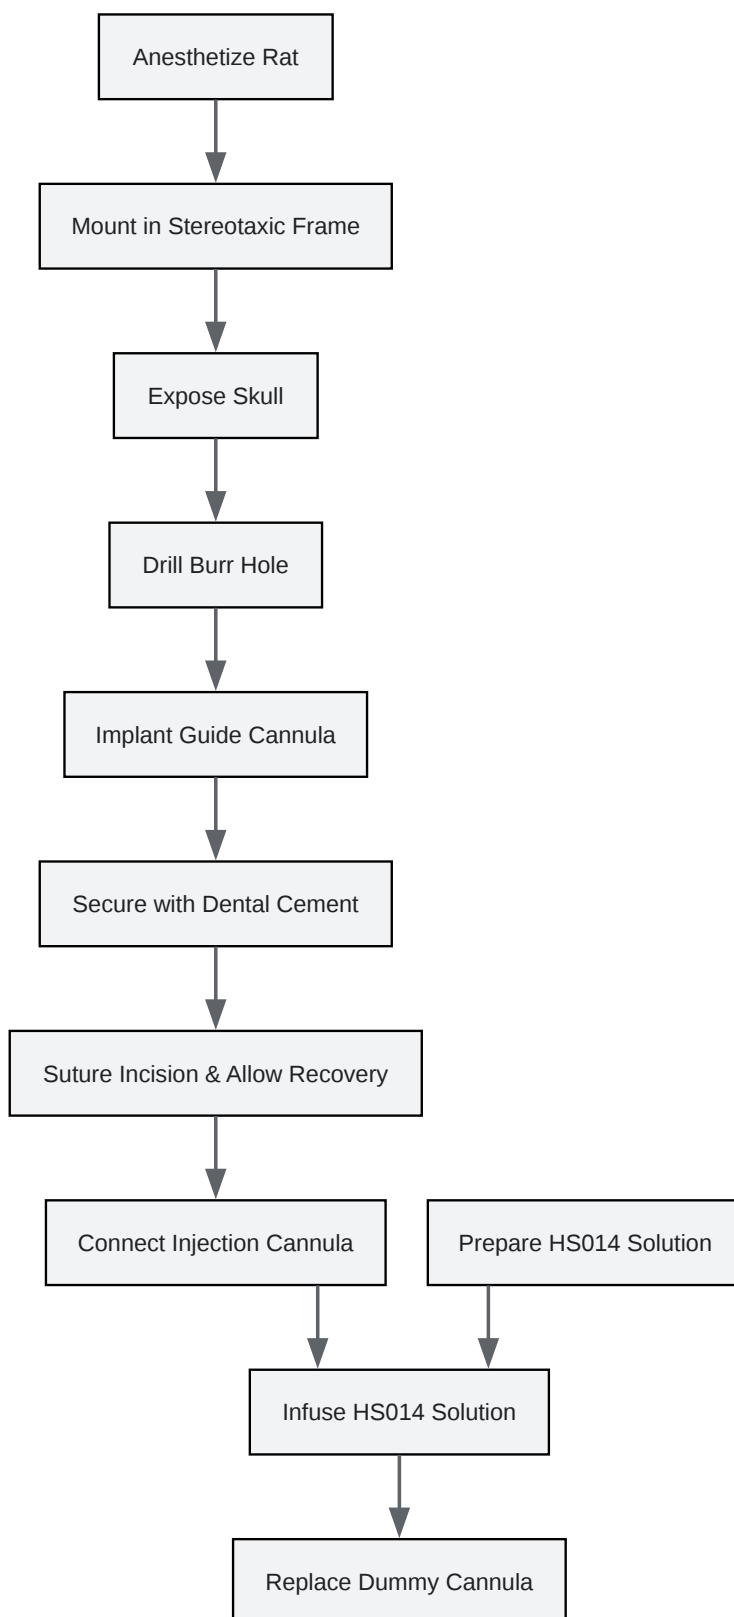 Anesthetize Rat
Mount in Stereotaxic Frame
Expose Skull
Drill Burr Hole
Implant Guide Cannula
Secure with Dental Cement
Suture Incision & Allow Recovery
Connect Injection Cannula
Prepare HS014 Solution
Infuse HS014 Solution
Replace Dummy Cannula